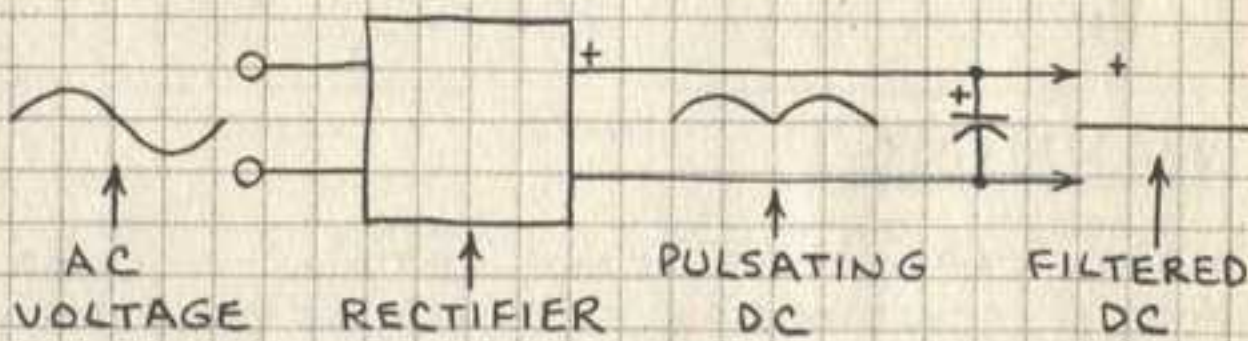 +
+
+
AC
VOLTAGE
RECTIFIER
PULSATING
DC
FILTERED
DC